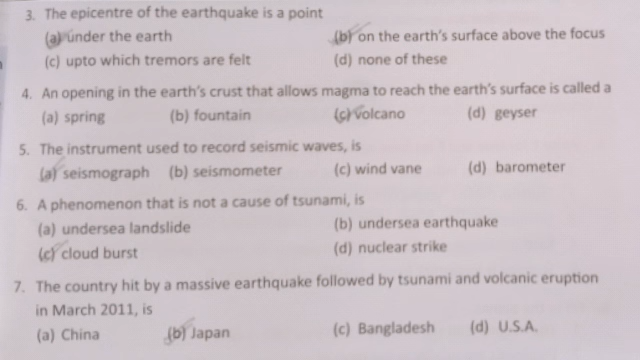 3. The epicentre of the earthquake is a point
(a) under the earth (b) on the earth's surface above the focus
(c) upto which tremors are felt (d) none of these
4. An opening in the earth's crust that allows magma to reach the earth's surface is called a
(a) spring (b) fountain (c) volcano (d) geyser
5. The instrument used to record seismic waves, is
(a) seismograph (b) seismometer (c) wind vane (d) barometer
6. A phenomenon that is not a cause of tsunami, is
(a) undersea landslide (b) undersea earthquake
(c) cloud burst (d) nuclear strike
7. The country hit by a massive earthquake followed by tsunami and volcanic eruption
in March 2011, is
(a) China (b) Japan (c) Bangladesh (d) U.S.A.